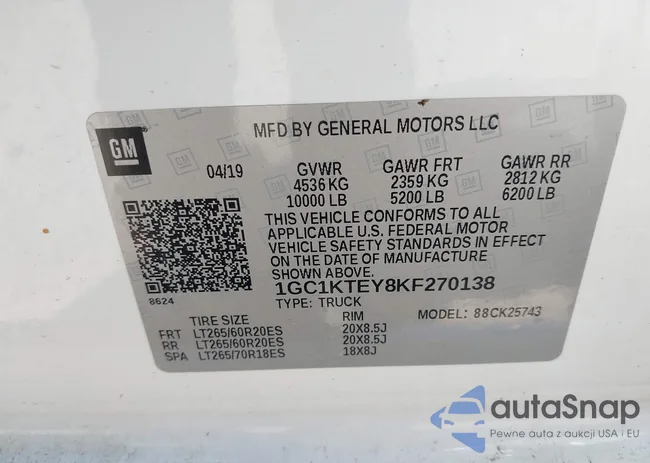 GM
MFD BY GENERAL MOTORS LLC
04/19 GVWR GAWR FRT GAWR RR
4536 KG 2359 KG 2812 KG
10000 LB 5200 LB 6200 LB
THIS VEHICLE CONFORMS TO ALL
APPLICABLE U.S. FEDERAL MOTOR
VEHICLE SAFETY STANDARDS IN EFFECT
ON THE DATE OF MANUFACTURE
SHOWN ABOVE.
1GC1KTEY8KF270138
8624 TYPE: TRUCK MODEL: 88CK25743
TIRE SIZE RIM
FRT LT265/60R20ES 20X8.5J
RR LT265/60R20ES 20X8.5J
SPA LT265/70R18ES 18X8J
autoSnap
Pewne auta z aukcji USA i EU